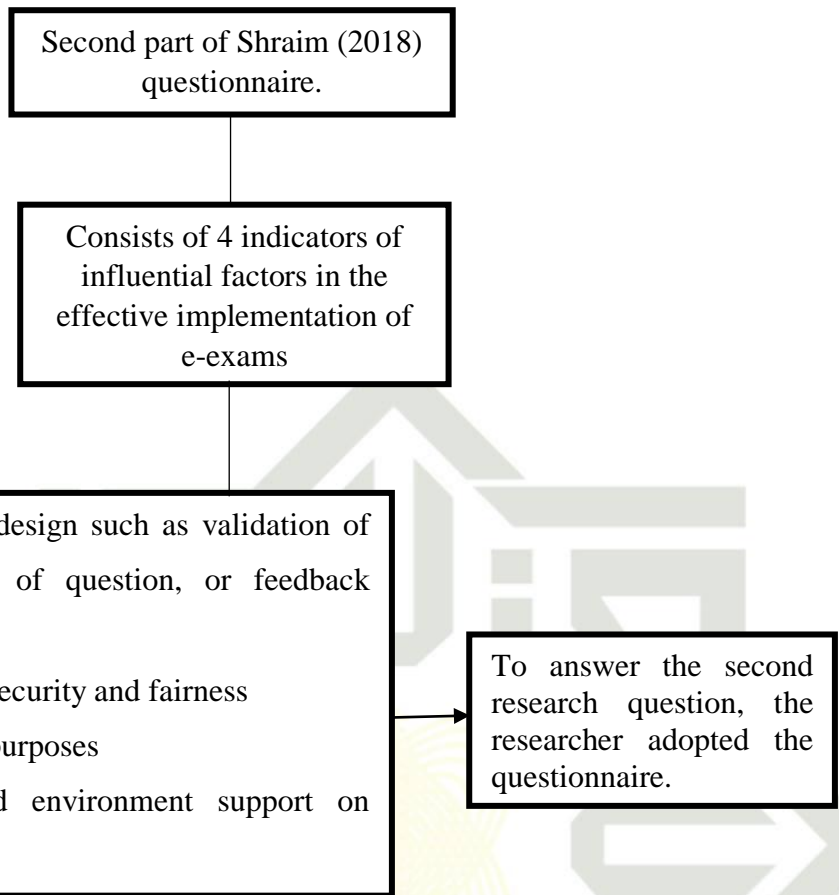 Second part of Shraim (2018)
questionnaire.
Consists of 4 indicators of
influential factors in the
effective implementation of
e-exams
design such as validation of
of question, or feedback
security and fairness
purposes
environment support on
To answer the second
research question, the
researcher adopted the
questionnaire.